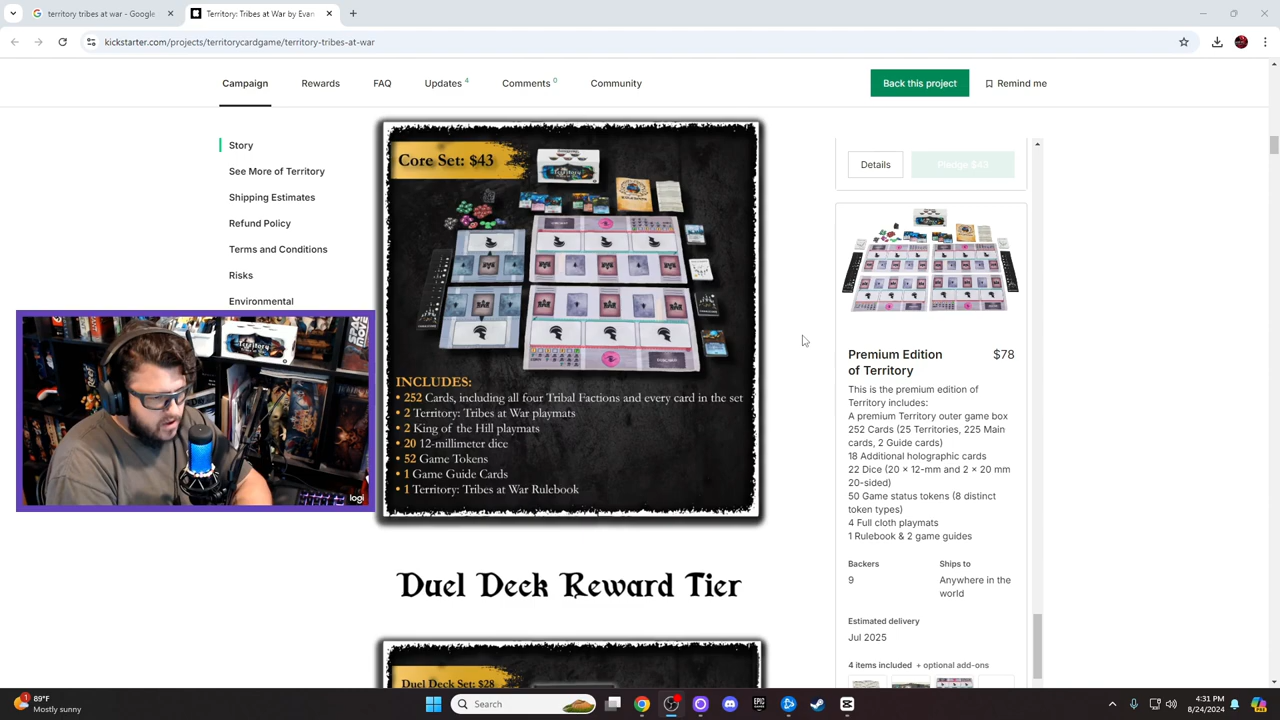 territory tribes at war - Google
Territory: Tribes at War by Evan
kickstarter.com/projects/territorycardgame/territory-tribes-at-war
Campaign
Rewards
FAQ
Updates 4
Comments 0
Community
Back this project
Remind me
Story
See More of Territory
Shipping Estimates
Refund Policy
Terms and Conditions
Risks
Environmental
Territory
logi
Core Set: $43
Territory
INCLUDES:
• 252 Cards, including all four Tribal Factions and every card in the set
• 2 Territory: Tribes at War playmats
• 2 King of the Hill playmats
• 20 12-millimeter dice
• 52 Game Tokens
• 1 Game Guide Cards
• 1 Territory: Tribes at War Rulebook
Duel Deck Reward Tier
Duel Deck Set: $28
Details
Pledge $43
Premium Edition
of Territory
$78
This is the premium edition of
Territory includes:
A premium Territory outer game box
252 Cards (25 Territories, 225 Main
cards, 2 Guide cards)
18 Additional holographic cards
22 Dice (20 × 12-mm and 2 × 20 mm
20-sided)
50 Game status tokens (8 distinct
token types)
4 Full cloth playmats
1 Rulebook & 2 game guides
Backers
9
Ships to
Anywhere in the
world
Estimated delivery
Jul 2025
4 items included + optional add-ons
1
89°F
Mostly sunny
Search
4:31 PM
8/24/2024